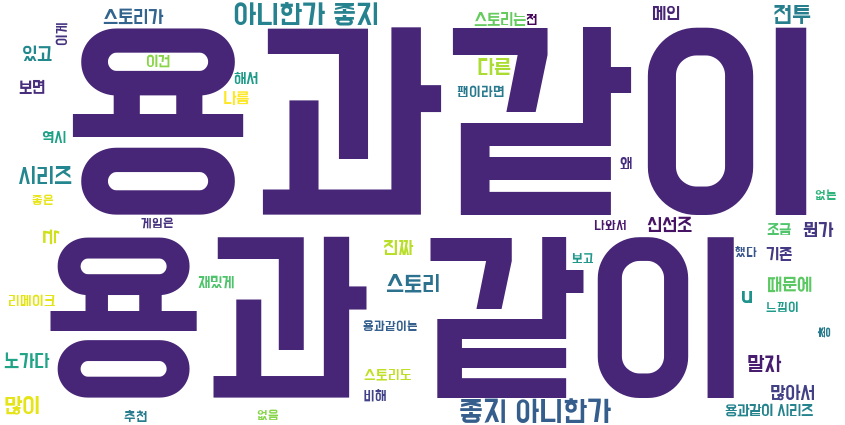 스토리가 아니한가 좋지 스토리는 전 메인 전투
이게
있고 이건 다른
보면 해서 나름 팬이라면
용과같이
역시 왜
시리즈
좋은 없는
게임은 나와서 신선조 조금 뭔가
진짜 했다 기존
용과같이
재밌게 스토리 보고 때문에
리메이크 u 느낌이
용과같이는
노가다 말자
스토리도
많이 비해 많아서
추천 없음 좋지 아니한가 용과같이 시리즈